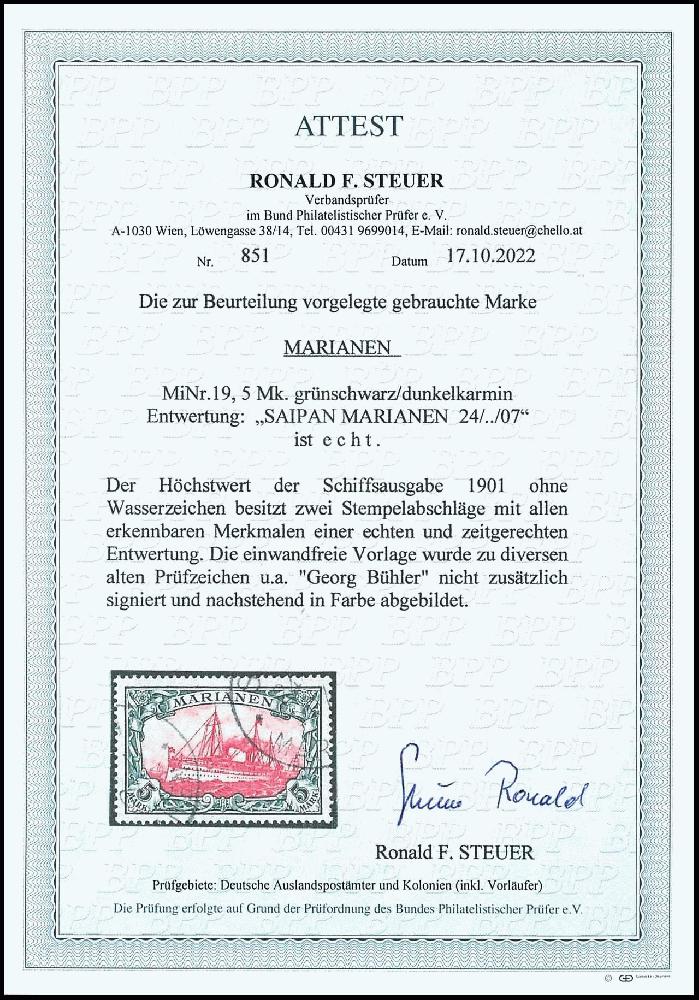 ATTEST
RONALD F. STEUER
Verbandsprüfer
im Bund Philatelistischer Prüfer e. V.
A-1030 Wien, Löwengasse 38/14, Tel. 00431 9699014, E-Mail: ronald.steuer@chello.at
Nr. 851 Datum 17.10.2022
Die zur Beurteilung vorgelegte gebrauchte Marke
MARIANEN
MiNr.19, 5 Mk. grünschwarz/dunkelkarmin
Entwertung: „SAIPAN MARIANEN 24/../07“
ist e c h t .
Der Höchstwert der Schiffsausgabe 1901 ohne
Wasserzeichen besitzt zwei Stempelabschläge mit allen
erkennbaren Merkmalen einer echten und zeitgerechten
Entwertung. Die einwandfreie Vorlage wurde zu diversen
alten Prüfzeichen u.a. "Georg Bühler" nicht zusätzlich
signiert und nachstehend in Farbe abgebildet.
MARIANEN
5 5
MARK MARK
Ronald
Ronald F. STEUER
Prüfgebiete: Deutsche Auslandspostämter und Kolonien (inkl. Vorläufer)
Die Prüfung erfolgte auf Grund der Prüfordnung des Bundes Philatelistischer Prüfer e.V.